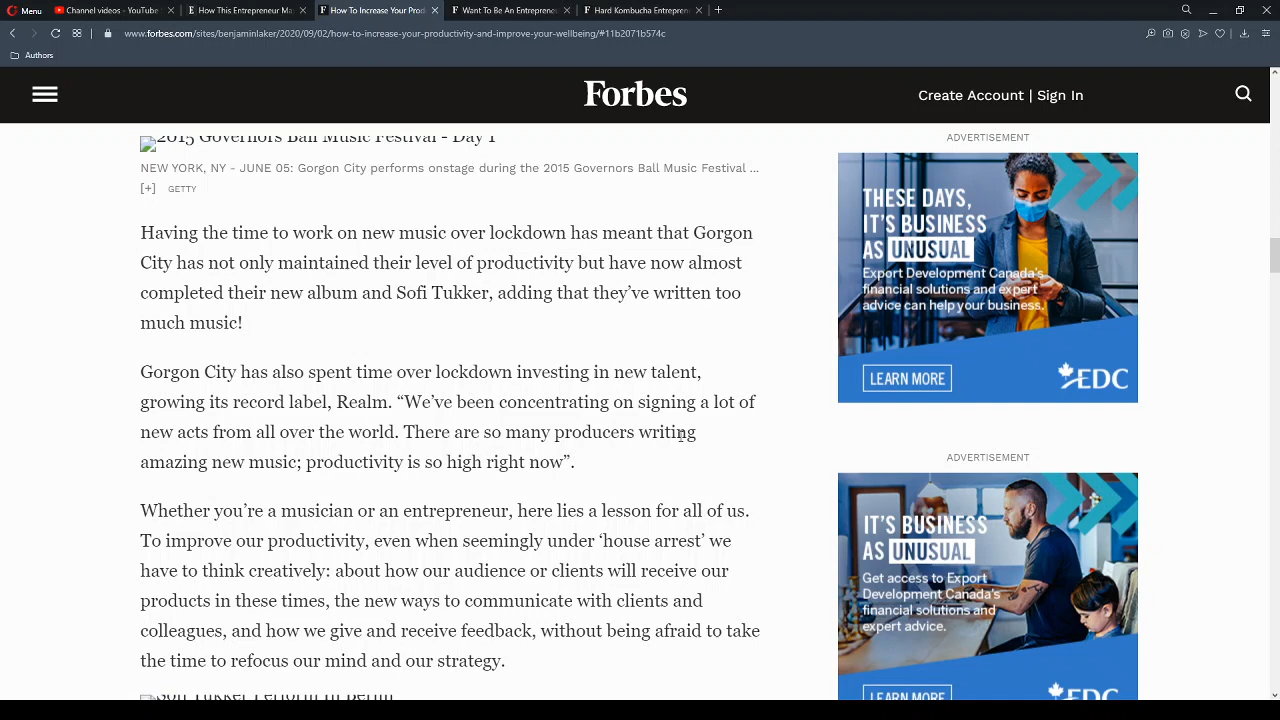 Menu
Channel videos - YouTube
How This Entrepreneur Ma
How To Increase Your Prod
Want To Be An Entreprene
Hard Kombucha Entrepren
www.forbes.com/sites/benjaminlaker/2020/09/02/how-to-increase-your-productivity-and-improve-your-wellbeing/#11b2071b574c
Authors
Forbes
Create Account | Sign In
2015 Governors Ball Music Festival - Day 1
NEW YORK, NY - JUNE 05: Gorgon City performs onstage during the 2015 Governors Ball Music Festival ...
[+] GETTY
Having the time to work on new music over lockdown has meant that Gorgon
City has not only maintained their level of productivity but have now almost
completed their new album and Sofi Tukker, adding that they’ve written too
much music!
Gorgon City has also spent time over lockdown investing in new talent,
growing its record label, Realm. “We’ve been concentrating on signing a lot of
new acts from all over the world. There are so many producers writing
amazing new music; productivity is so high right now”.
Whether you’re a musician or an entrepreneur, here lies a lesson for all of us.
To improve our productivity, even when seemingly under ‘house arrest’ we
have to think creatively: about how our audience or clients will receive our
products in these times, the new ways to communicate with clients and
colleagues, and how we give and receive feedback, without being afraid to take
the time to refocus our mind and our strategy.
Sofi Tukker Perform In Berlin
ADVERTISEMENT
THESE DAYS,
IT’S BUSINESS
AS UNUSUAL
Export Development Canada’s
financial solutions and expert
advice can help your business.
LEARN MORE
EDC
ADVERTISEMENT
IT’S BUSINESS
AS UNUSUAL
Get access to Export
Development Canada’s
financial solutions and
expert advice.
LEARN MORE
EDC